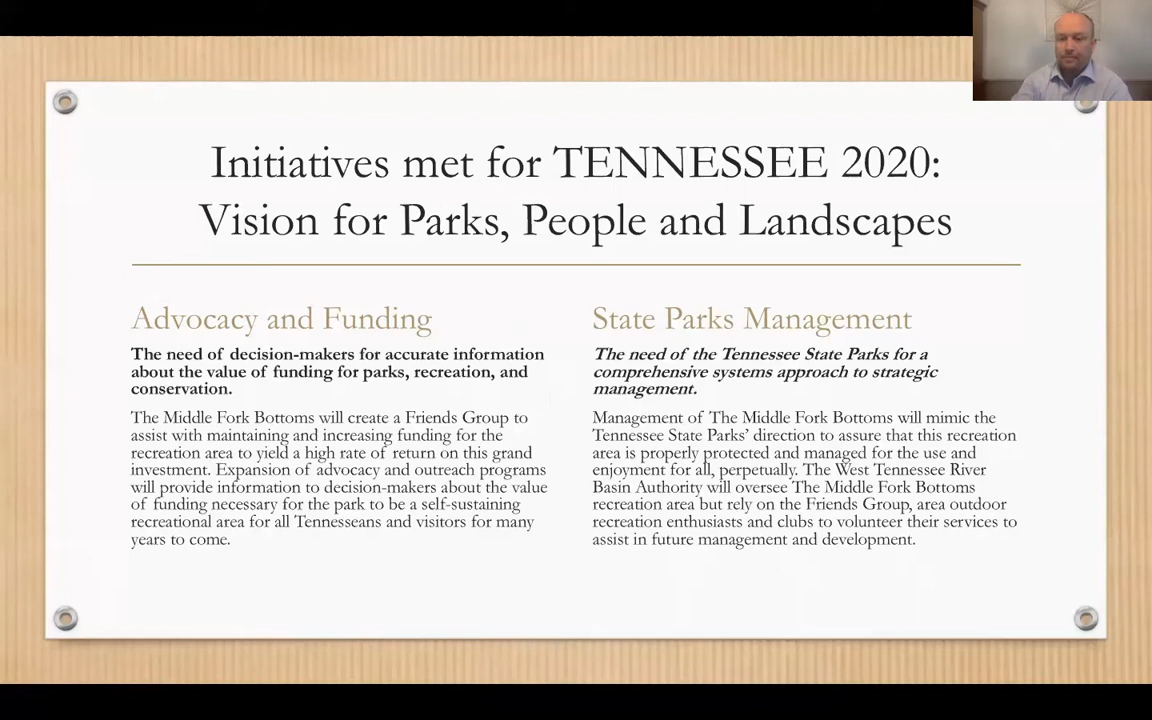 Initiatives met for TENNESSEE 2020:
Vision for Parks, People and Landscapes
Advocacy and Funding
The need of decision-makers for accurate information
about the value of funding for parks, recreation, and
conservation.
The Middle Fork Bottoms will create a Friends Group to
assist with maintaining and increasing funding for the
recreation area to yield a high rate of return on this grand
investment. Expansion of advocacy and outreach programs
will provide information to decision-makers about the value
of funding necessary for the park to be a self-sustaining
recreational area for all Tennesseans and visitors for many
years to come.
State Parks Management
The need of the Tennessee State Parks for a
comprehensive systems approach to strategic
management.
Management of The Middle Fork Bottoms will mimic the
Tennessee State Parks' direction to assure that this recreation
area is properly protected and managed for the use and
enjoyment for all, perpetually. The West Tennessee River
Basin Authority will oversee The Middle Fork Bottoms
recreation area but rely on the Friends Group, area outdoor
recreation enthusiasts and clubs to volunteer their services to
assist in future management and development.